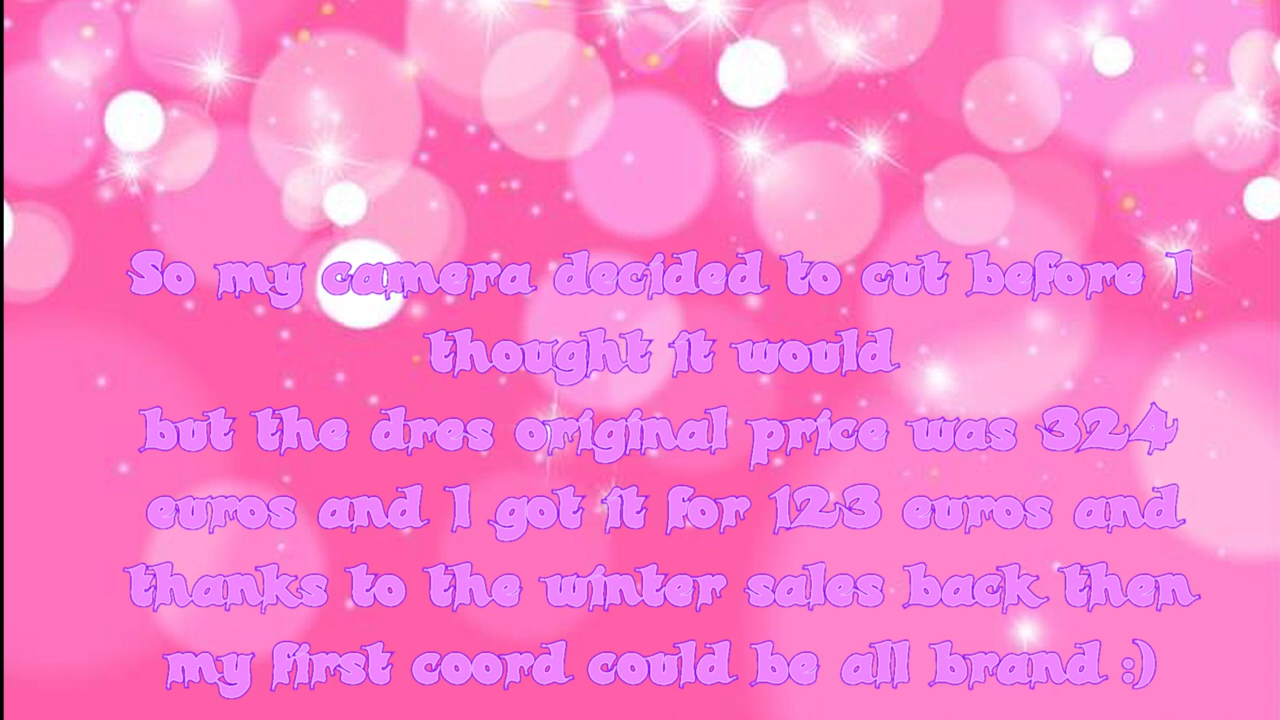 So my camera decided to cut before I
thought it would
but the dres original price was 324
euros and I got it for 123 euros and
thanks to the winter sales back then
my first coord could be all brand :)